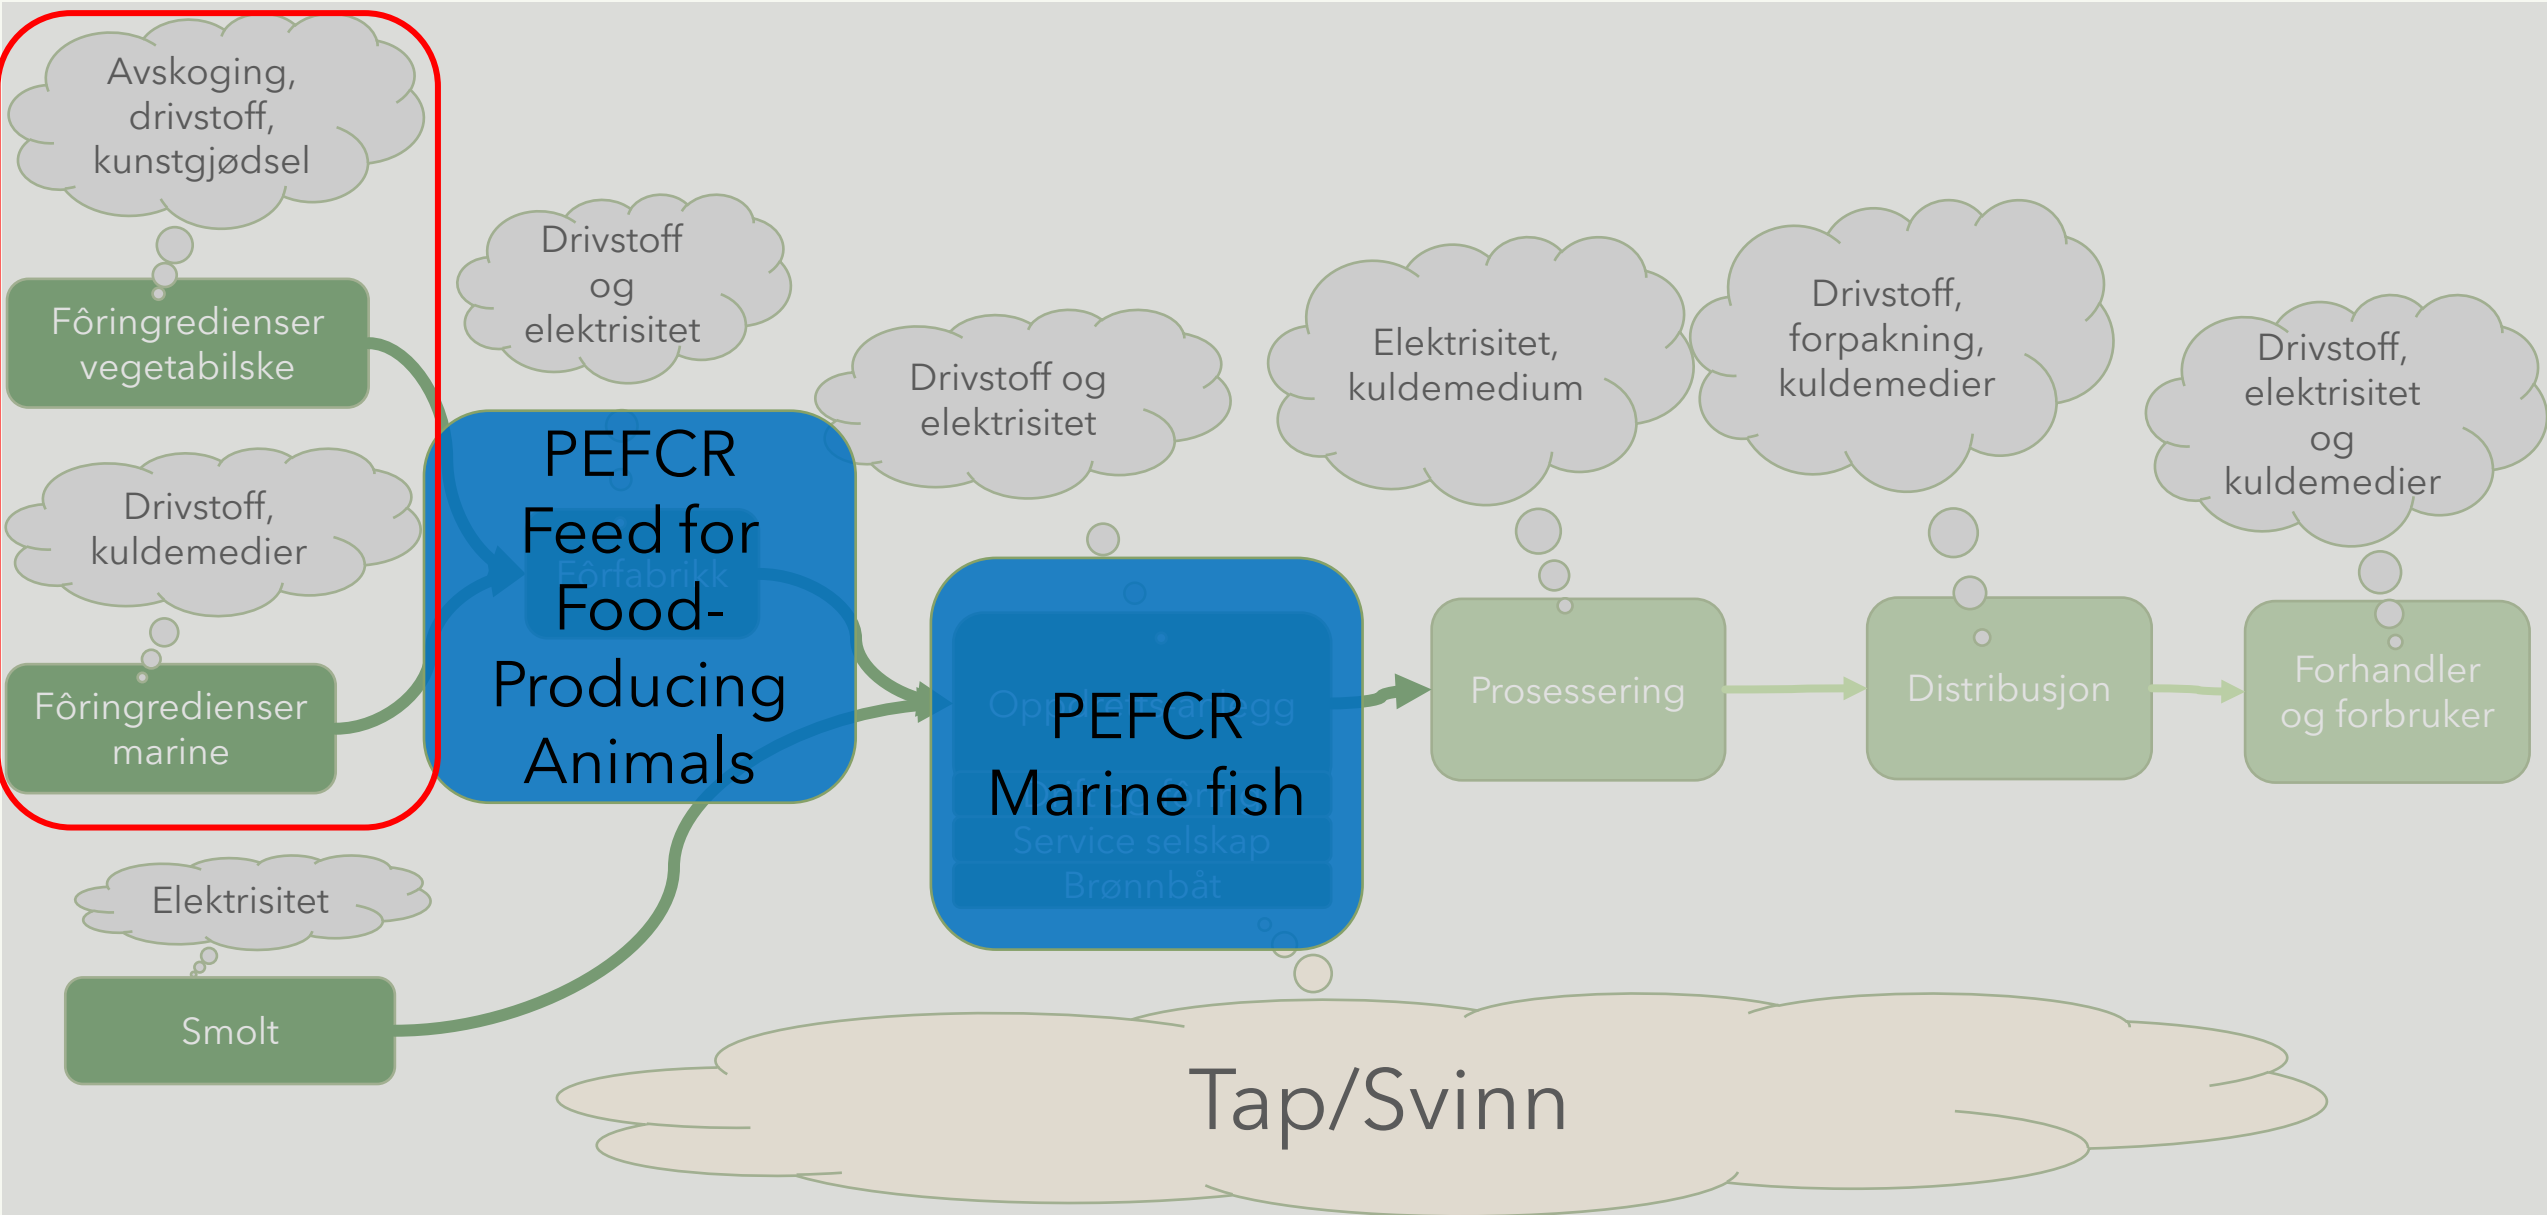 Avskoging,
drivstoff,
kunstgjødsel
Fôringredienser
vegetabilske
Drivstoff,
kuldemedier
Fôringredienser
marine
Elektrisitet
Smolt
Drivstoff
og
elektrisitet
PEFCR
Feed for
Fôrfabrikk
Food-
Producing
Animals
Drivstoff og
elektrisitet
PEFCR
Marine fish
Service selskap
Brønnbåt
Elektrisitet,
kuldemedium
Prosessering
Drivstoff,
forpakning,
kuldemedier
Distribusjon
Drivstoff,
elektrisitet
og
kuldemedier
Forhandler
og forbruker
Tap/Svinn